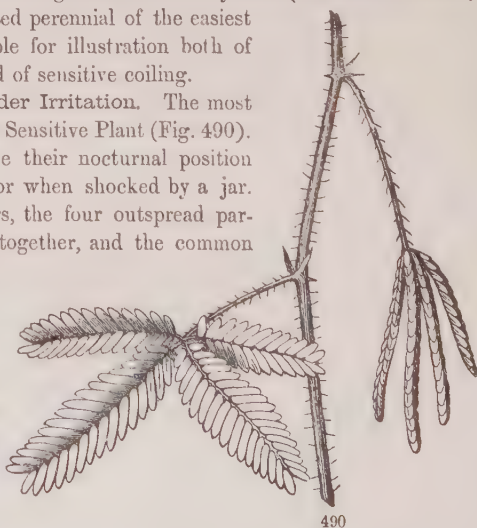 ed perennial of the easiest
ble for illustration both of
d of sensitive coiling.
der Irritation. The most
Sensitive Plant (Fig. 490).
e their nocturnal position
or when shocked by a jar.
rs, the four outspread par-
together, and the common
490